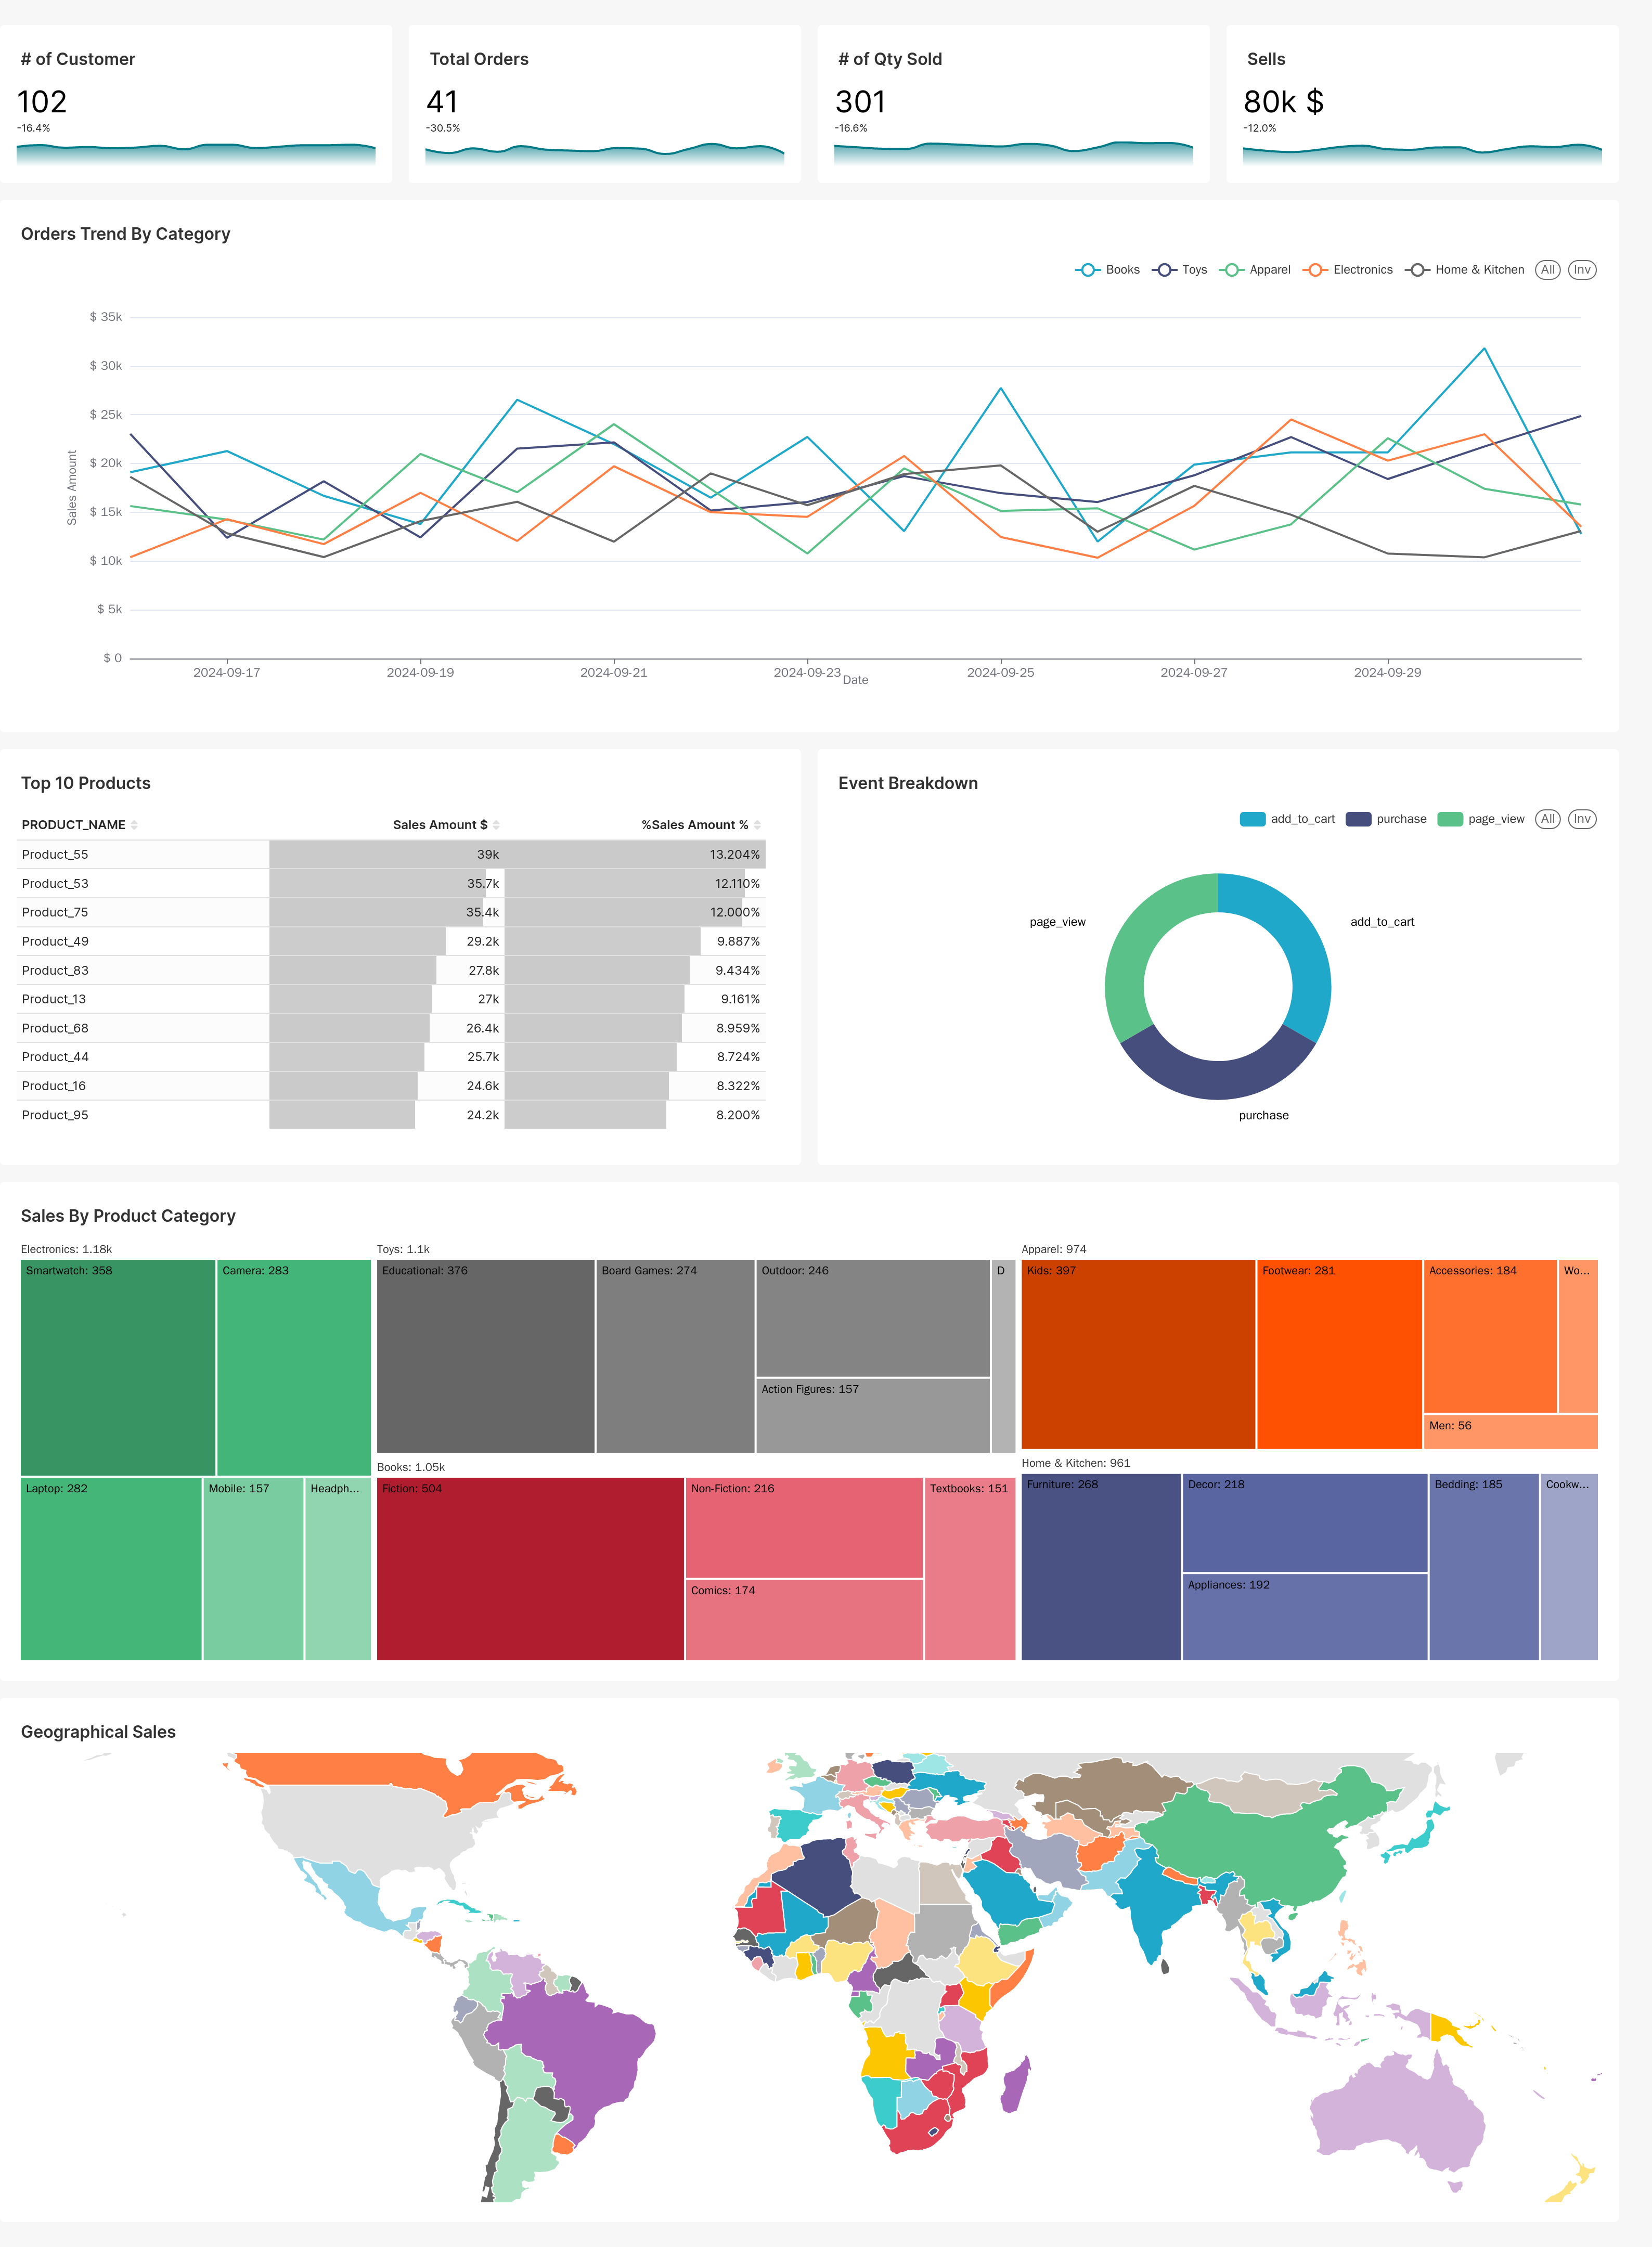 # of Customer
102
-16.4%
Total Orders
41
-30.5%
# of Qty Sold
301
-16.6%
Sells
80k $
-12.0%
Orders Trend By Category
Books Toys Apparel Electronics Home & Kitchen All Inv
$ 35k
$ 30k
$ 25k
$ 20k
$ 15k
$ 10k
$ 5k
$ 0
Sales Amount
2024-09-17 2024-09-19 2024-09-21 2024-09-23 2024-09-25 2024-09-27 2024-09-29
Date
Top 10 Products
PRODUCT_NAME Sales Amount $ %Sales Amount %
Product_55 39k 13.204%
Product_53 35.7k 12.110%
Product_75 35.4k 12.000%
Product_49 29.2k 9.887%
Product_83 27.8k 9.434%
Product_13 27k 9.161%
Product_68 26.4k 8.959%
Product_44 25.7k 8.724%
Product_16 24.6k 8.322%
Product_95 24.2k 8.200%
Event Breakdown
add_to_cart purchase page_view All Inv
page_view
add_to_cart
purchase
Sales By Product Category
Electronics: 1.18k
Smartwatch: 358
Camera: 283
Laptop: 282
Mobile: 157
Headph...
Toys: 1.1k
Educational: 376
Board Games: 274
Outdoor: 246
D
Action Figures: 157
Books: 1.05k
Fiction: 504
Non-Fiction: 216
Textbooks: 151
Comics: 174
Apparel: 974
Kids: 397
Footwear: 281
Accessories: 184
Wo...
Men: 56
Home & Kitchen: 961
Furniture: 268
Decor: 218
Bedding: 185
Cookw...
Appliances: 192
Geographical Sales